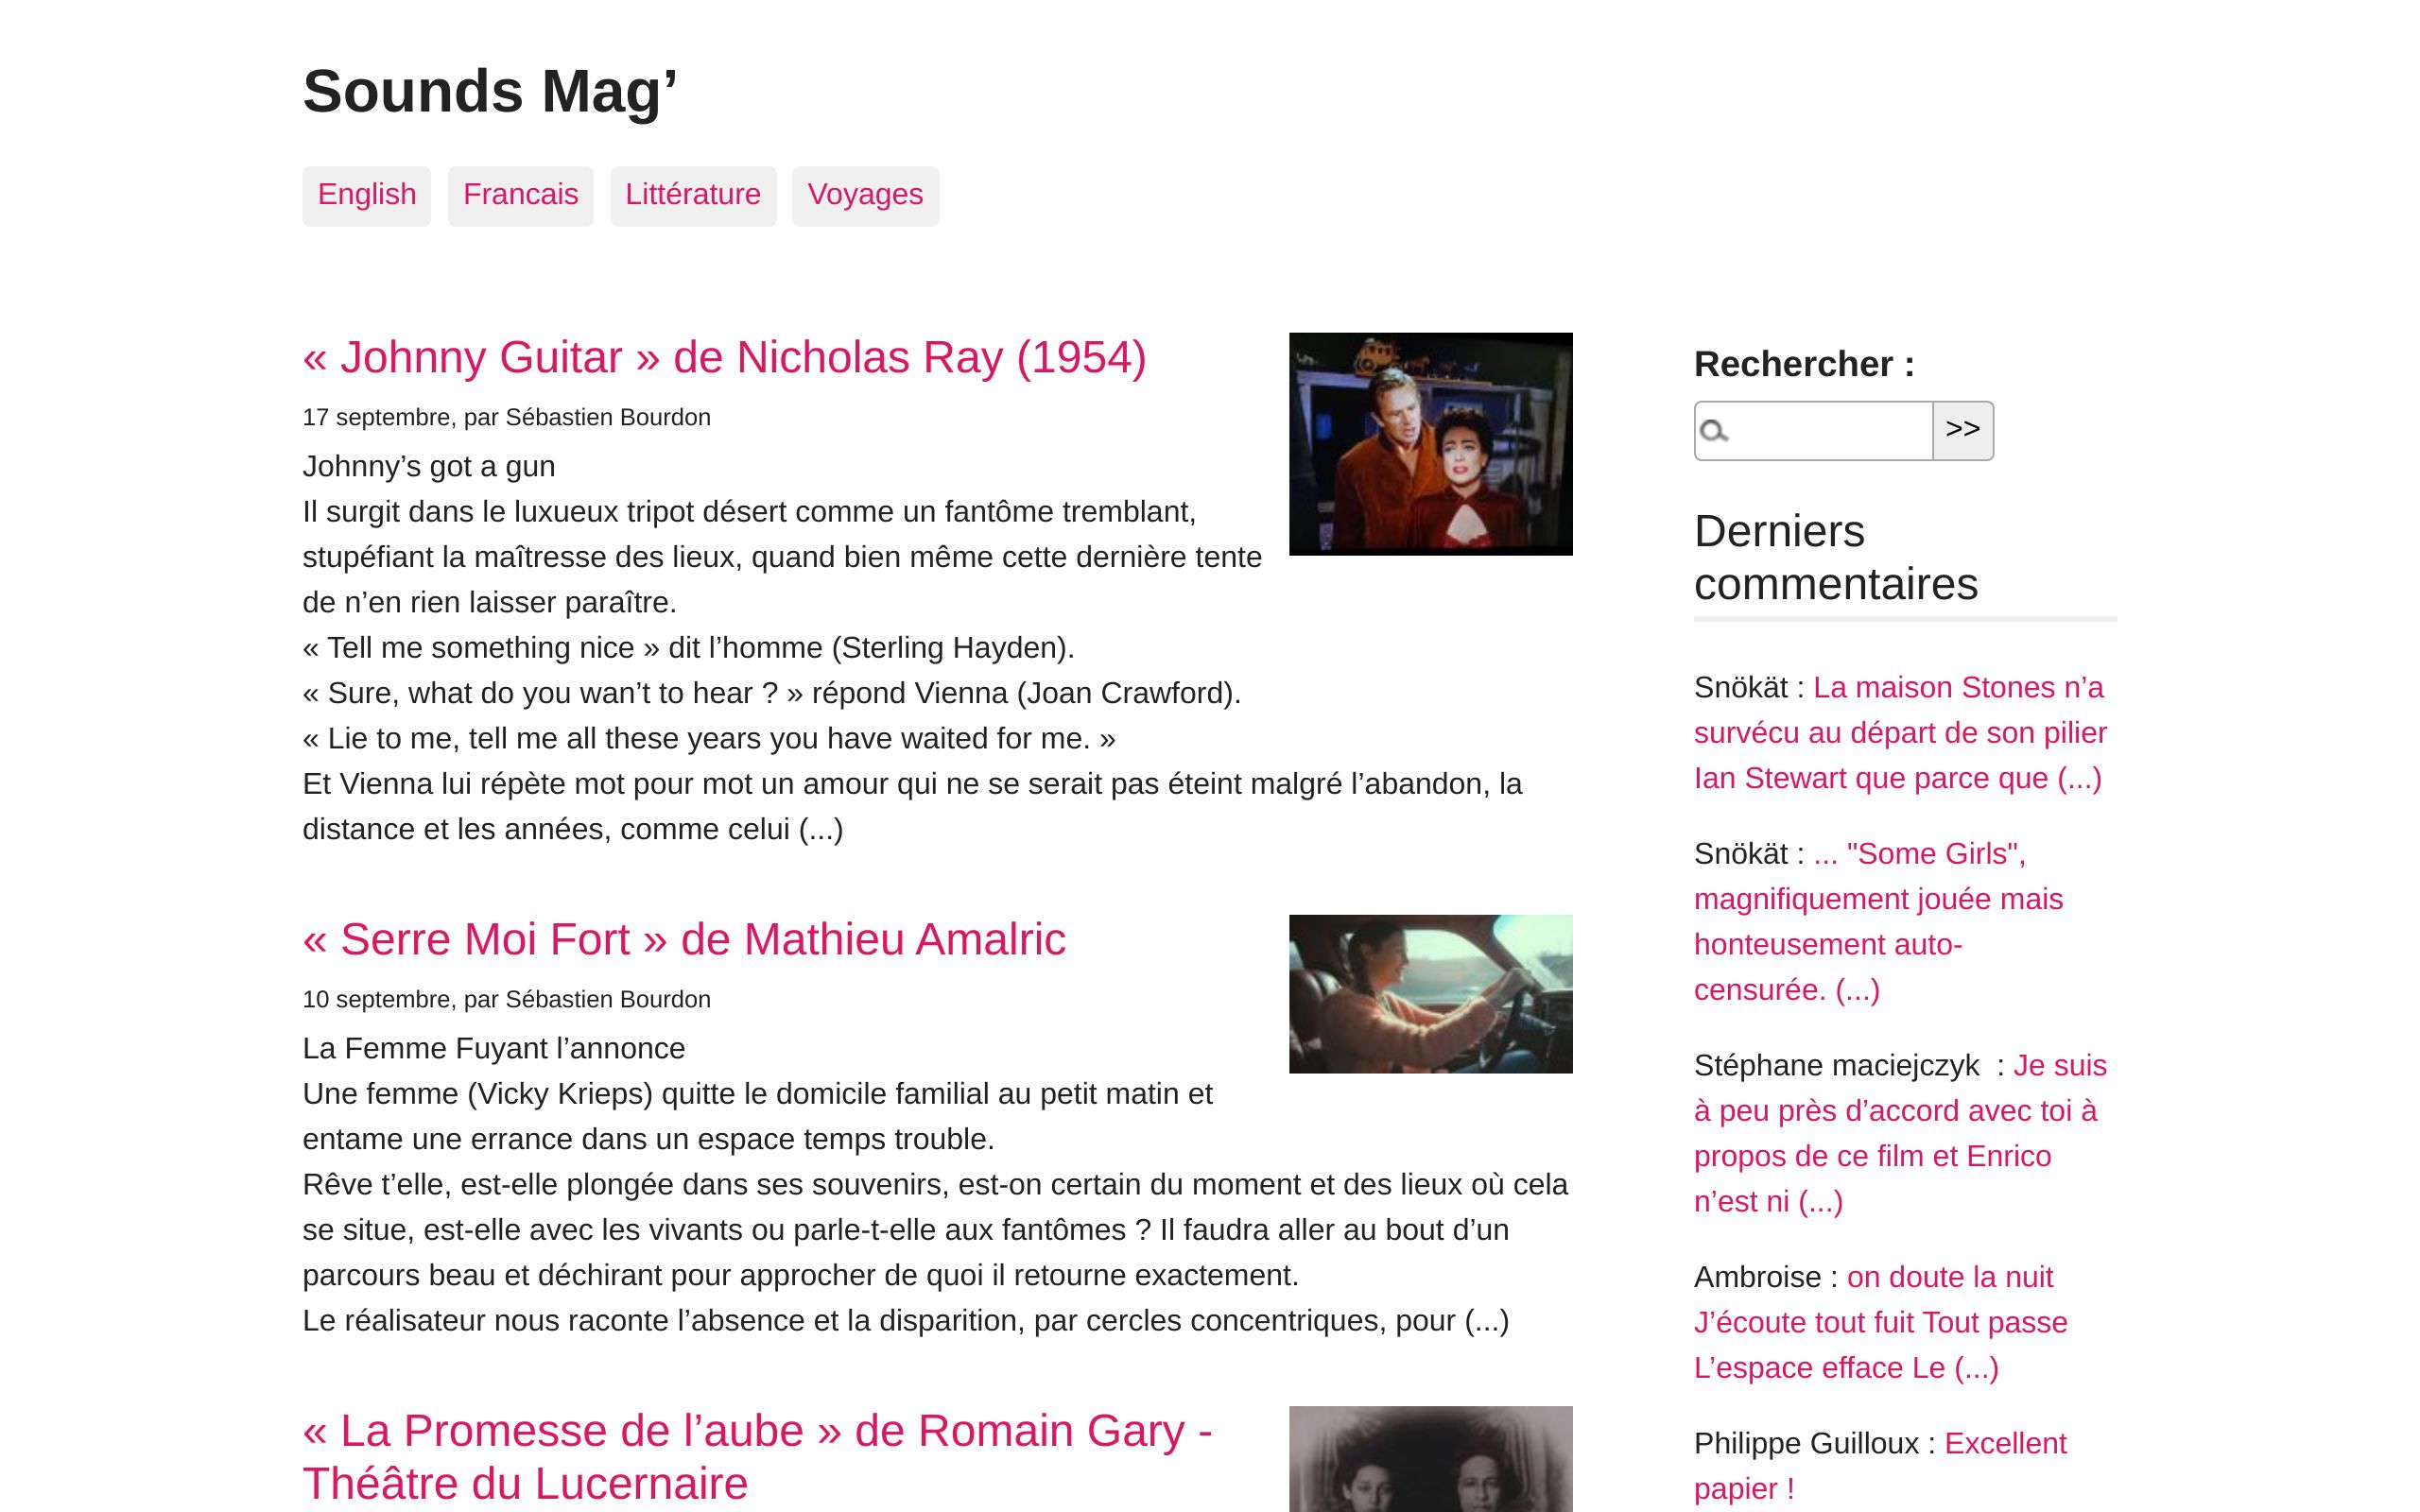 Sounds Mag’
English
Francais
Littérature
Voyages
« Johnny Guitar » de Nicholas Ray (1954)
17 septembre, par Sébastien Bourdon
Johnny’s got a gun
Il surgit dans le luxueux tripot désert comme un fantôme tremblant,
stupéfiant la maîtresse des lieux, quand bien même cette dernière tente
de n’en rien laisser paraître.
« Tell me something nice » dit l’homme (Sterling Hayden).
« Sure, what do you wan’t to hear ? » répond Vienna (Joan Crawford).
« Lie to me, tell me all these years you have waited for me. »
Et Vienna lui répète mot pour mot un amour qui ne se serait pas éteint malgré l’abandon, la
distance et les années, comme celui (...)
« Serre Moi Fort » de Mathieu Amalric
10 septembre, par Sébastien Bourdon
La Femme Fuyant l’annonce
Une femme (Vicky Krieps) quitte le domicile familial au petit matin et
entame une errance dans un espace temps trouble.
Rêve t’elle, est-elle plongée dans ses souvenirs, est-on certain du moment et des lieux où cela
se situe, est-elle avec les vivants ou parle-t-elle aux fantômes ? Il faudra aller au bout d’un
parcours beau et déchirant pour approcher de quoi il retourne exactement.
Le réalisateur nous raconte l’absence et la disparition, par cercles concentriques, pour (...)
« La Promesse de l’aube » de Romain Gary -
Théâtre du Lucernaire
Rechercher :
>>
Derniers
commentaires
Snökät : La maison Stones n’a
survécu au départ de son pilier
Ian Stewart que parce que (...)
Snökät : ... "Some Girls",
magnifiquement jouée mais
honteusement auto-
censurée. (...)
Stéphane maciejczyk  : Je suis
à peu près d’accord avec toi à
propos de ce film et Enrico
n’est ni (...)
Ambroise : on doute la nuit
J’écoute tout fuit Tout passe
L’espace efface Le (...)
Philippe Guilloux : Excellent
papier !